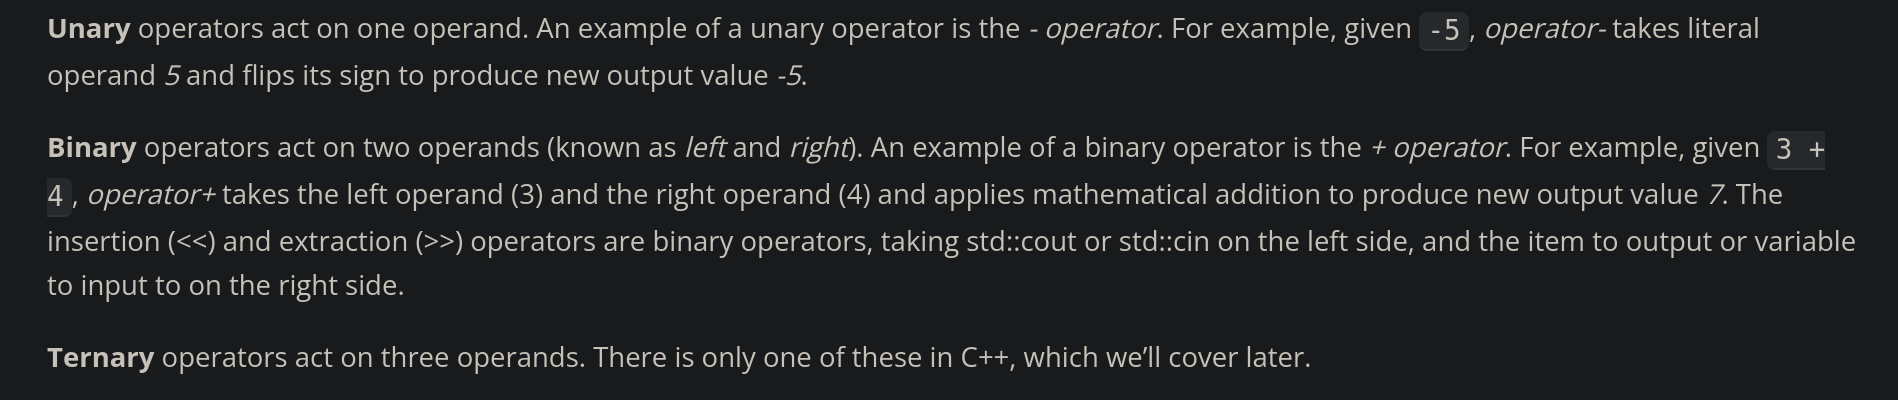 Unary operators act on one operand. An example of a unary operator is the - operator. For example, given -5, operator- takes literal
operand 5 and flips its sign to produce new output value -5.
Binary operators act on two operands (known as left and right). An example of a binary operator is the + operator. For example, given 3 +
4, operator+ takes the left operand (3) and the right operand (4) and applies mathematical addition to produce new output value 7. The
insertion (<<) and extraction (>>) operators are binary operators, taking std::cout or std::cin on the left side, and the item to output or variable
to input to on the right side.
Ternary operators act on three operands. There is only one of these in C++, which we’ll cover later.